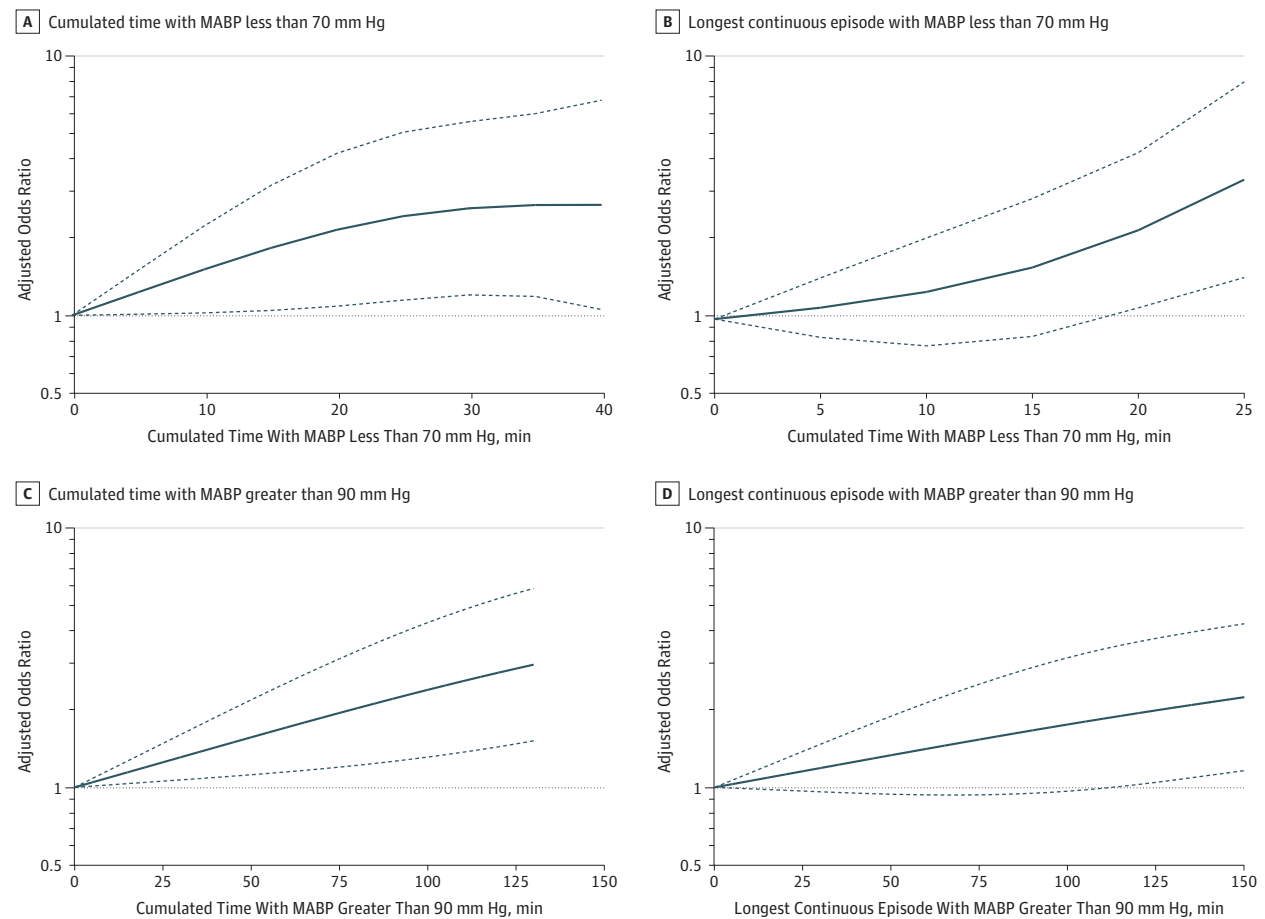 A Cumulated time with MABP less than 70 mm Hg
10
1
0.5
Adjusted Odds Ratio
0 10 20 30 40
Cumulated Time With MABP Less Than 70 mm Hg, min
B Longest continuous episode with MABP less than 70 mm Hg
10
1
0.5
Adjusted Odds Ratio
0 5 10 15 20 25
Cumulated Time With MABP Less Than 70 mm Hg, min
C Cumulated time with MABP greater than 90 mm Hg
10
1
0.5
Adjusted Odds Ratio
0 25 50 75 100 125 150
Cumulated Time With MABP Greater Than 90 mm Hg, min
D Longest continuous episode with MABP greater than 90 mm Hg
10
1
0.5
Adjusted Odds Ratio
0 25 50 75 100 125 150
Longest Continuous Episode With MABP Greater Than 90 mm Hg, min